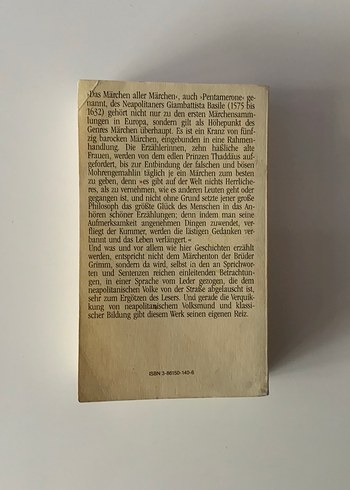 ›Das Märchen aller Märchen‹, auch ›Pentamerone‹ ge-
nannt, des Neapolitaners Giambattista Basile (1575 bis
1632) gehört nicht nur zu den ersten Märchensamm-
lungen in Europa, sondern gilt als Höhepunkt des
Genres Märchen überhaupt. Es ist ein Kranz von fünf-
zig barocken Märchen, eingebunden in eine Rahmen-
handlung. Die Erzählerinnen, zehn häßliche alte
Frauen, werden von dem edlen Prinzen Thaddäus auf-
gefordert, bis zur Entbindung der falschen und bösen
Mohrengemahlin täglich je ein Märchen zum besten
zu geben, denn »es gibt auf der Welt nichts Herrliche-
res, als zu vernehmen, wie es anderen Leuten geht oder
gegangen ist, und nicht ohne Grund setzte jener große
Philosoph das größte Glück des Menschen in das An-
hören schöner Erzählungen; denn indem man seine
Aufmerksamkeit angenehmen Dingen zuwendet, ver-
fliegt der Kummer, werden die lästigen Gedanken ver-
bannt und das Leben verlängert.«
Und was und vor allem wie hier Geschichten erzählt
werden, entspricht nicht dem Märchenton der Brüder
Grimm, sondern da wird, selbst in den an Sprichwor-
ten und Sentenzen reichen einleitenden Betrachtun-
gen, in einer Sprache vom Leder gezogen, die dem
neapolitanischen Volke von der Straße abgelauscht ist,
sehr zum Ergötzen des Lesers. Und gerade die Verquik-
kung von neapolitanischem Volksmund und klassi-
scher Bildung gibt diesem Werk seinen eigenen Reiz.
ISBN 3-86150-140-6